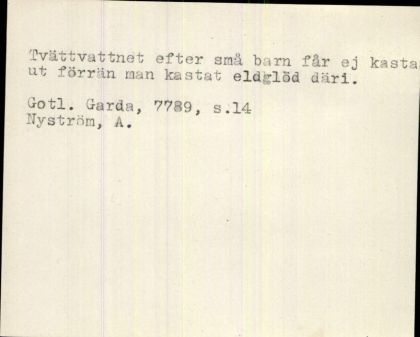 Tvättvattnet efter små barn får ej kasta
ut förrän man kastat eldglöd däri.
Gotl. Garda, 7789, s.14
Nyström, A.